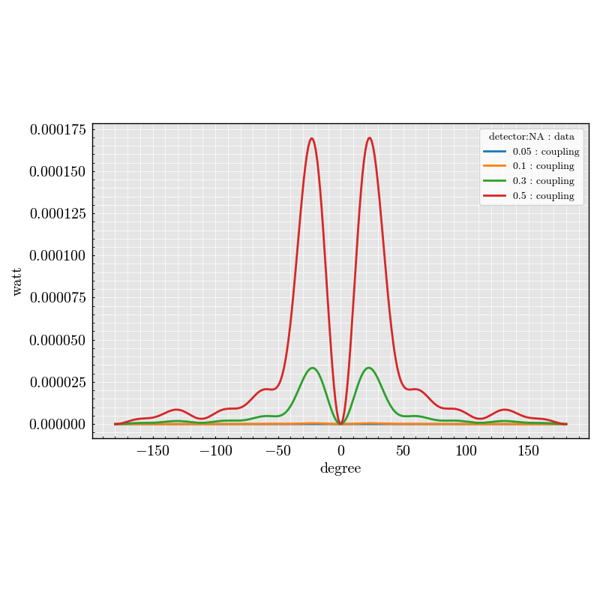 detector:NA : data
0.05 : coupling
0.1 : coupling
0.3 : coupling
0.5 : coupling
0.000175
0.000150
0.000125
0.000100
0.000075
0.000050
0.000025
0.000000
watt
−150 −100 −50 0 50 100 150
degree